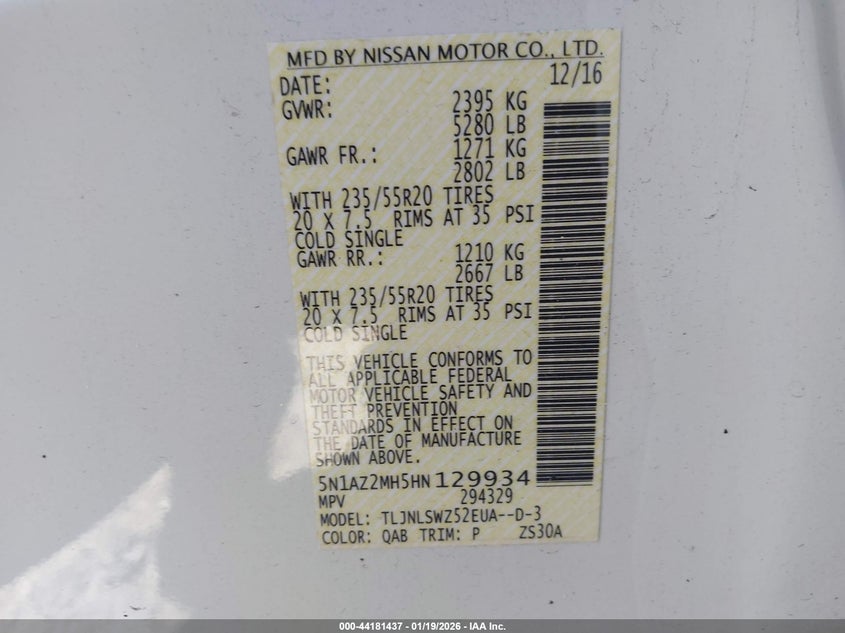 MFD BY NISSAN MOTOR CO., LTD.
DATE: 12/16
GVWR: 2395 KG
5280 LB
GAWR FR.: 1271 KG
2802 LB
WITH 235/55R20 TIRES
20 X 7.5 RIMS AT 35 PSI
COLD SINGLE
GAWR RR.: 1210 KG
2667 LB
WITH 235/55R20 TIRES
20 X 7.5 RIMS AT 35 PSI
COLD SINGLE
THIS VEHICLE CONFORMS TO
ALL APPLICABLE FEDERAL
MOTOR VEHICLE SAFETY AND
THEFT PREVENTION
STANDARDS IN EFFECT ON
THE DATE OF MANUFACTURE
SHOWN ABOVE.
5N1AZ2MH5HN129934
MPV 294329
MODEL: TLJNLSWZ52EUA--D-3
COLOR: QAB TRIM: P ZS30A
000-44181437 - 01/19/2026 - IAA Inc.